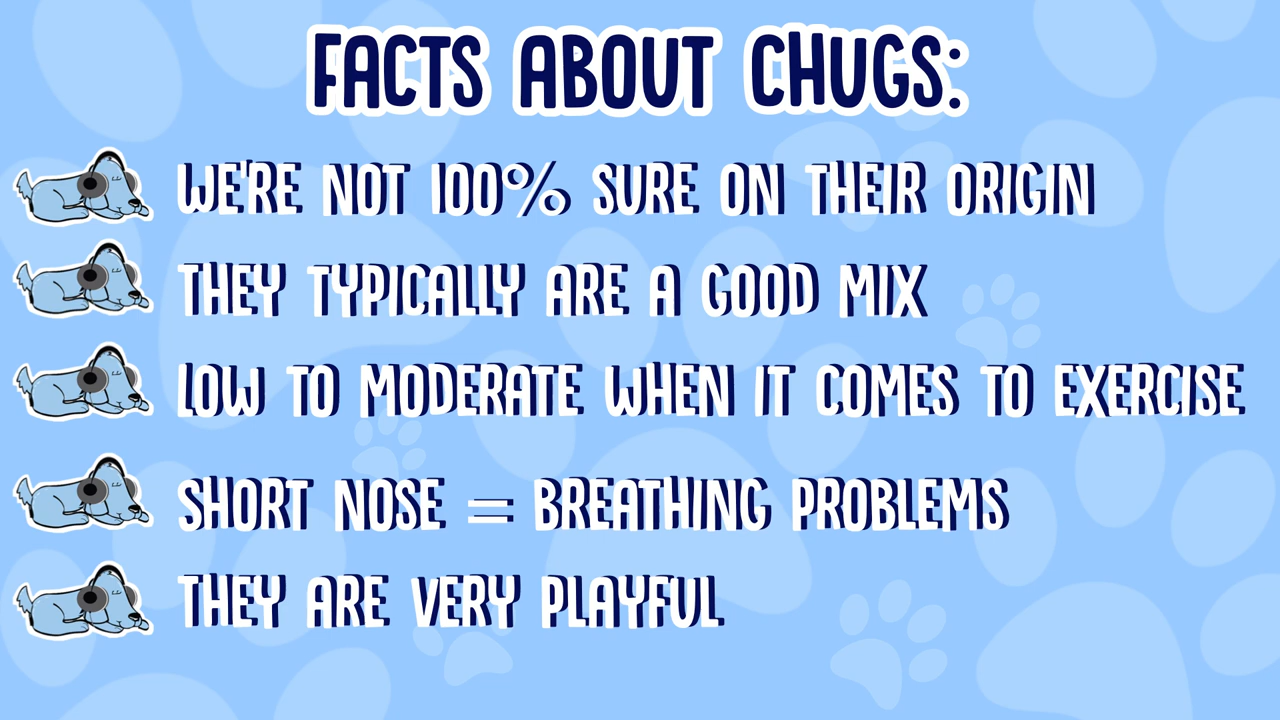 FACTS ABOUT CHUGS:
WE'RE NOT 100% SURE ON THEIR ORIGIN
THEY TYPICALLY ARE A GOOD MIX
LOW TO MODERATE WHEN IT COMES TO EXERCISE
SHORT NOSE = BREATHING PROBLEMS
THEY ARE VERY PLAYFUL